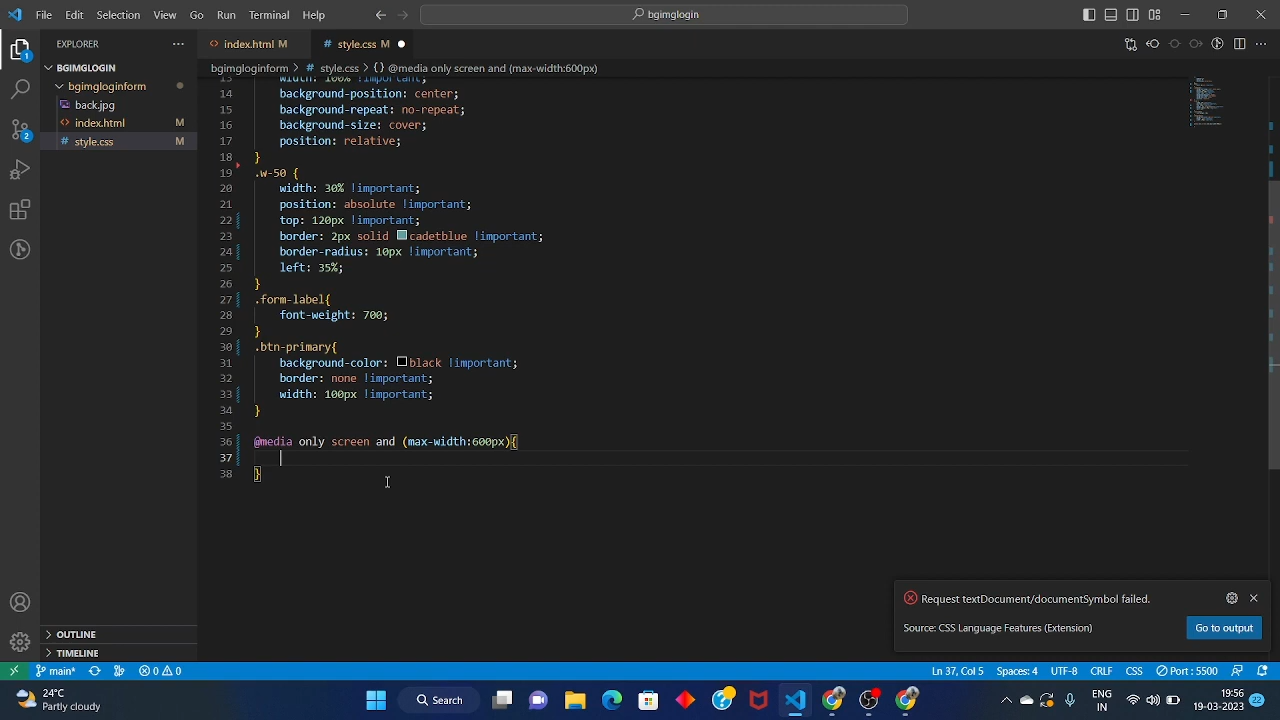 File Edit Selection View Go Run Terminal Help
bgimglogin
EXPLORER
BGIMGLOGIN
bgimgloginform
back.jpg
index.html M
style.css M
OUTLINE
TIMELINE
index.html M
# style.css M
bgimgloginform > # style.css > {} @media only screen and (max-width:600px)
13 width: 100% !important;
14 background-position: center;
15 background-repeat: no-repeat;
16 background-size: cover;
17 position: relative;
18 }
19 .w-50 {
20 width: 30% !important;
21 position: absolute !important;
22 top: 120px !important;
23 border: 2px solid cadetblue !important;
24 border-radius: 10px !important;
25 left: 35%;
26 }
27 .form-label{
28 font-weight: 700;
29 }
30 .btn-primary{
31 background-color: black !important;
32 border: none !important;
33 width: 100px !important;
34 }
35
36 @media only screen and (max-width:600px){
37
38 }
Request textDocument/documentSymbol failed.
Source: CSS Language Features (Extension)
Go to output
main* 0 0
Ln 37, Col 5 Spaces: 4 UTF-8 CRLF CSS Port : 5500
24°C
Partly cloudy
Search
ENG
IN
19:56
19-03-2023
22